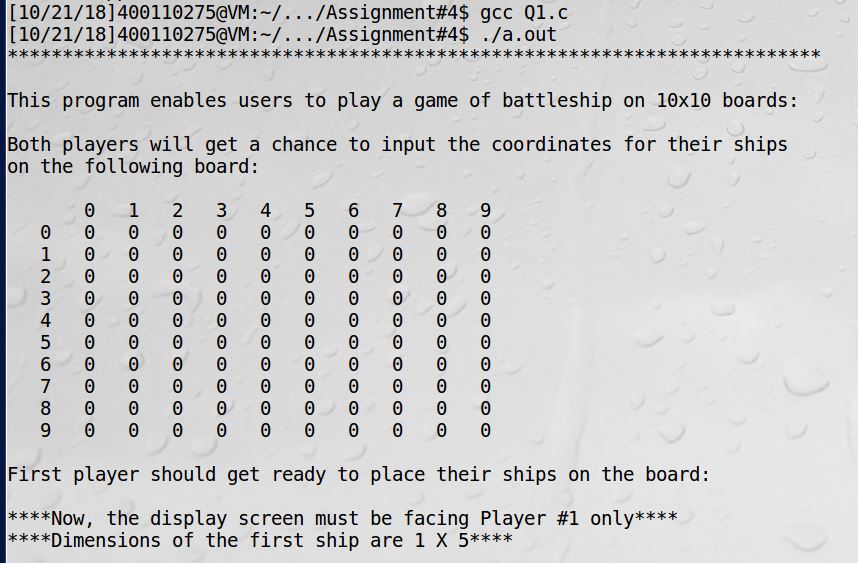 [10/21/18]400110275@VM:~/.../Assignment#4$ gcc Q1.c
[10/21/18]400110275@VM:~/.../Assignment#4$ ./a.out
**************************************************************************
This program enables users to play a game of battleship on 10x10 boards:
Both players will get a chance to input the coordinates for their ships
on the following board:
0 1 2 3 4 5 6 7 8 9
0 0 0 0 0 0 0 0 0 0 0
1 0 0 0 0 0 0 0 0 0 0
2 0 0 0 0 0 0 0 0 0 0
3 0 0 0 0 0 0 0 0 0 0
4 0 0 0 0 0 0 0 0 0 0
5 0 0 0 0 0 0 0 0 0 0
6 0 0 0 0 0 0 0 0 0 0
7 0 0 0 0 0 0 0 0 0 0
8 0 0 0 0 0 0 0 0 0 0
9 0 0 0 0 0 0 0 0 0 0
First player should get ready to place their ships on the board:
****Now, the display screen must be facing Player #1 only****
****Dimensions of the first ship are 1 X 5****